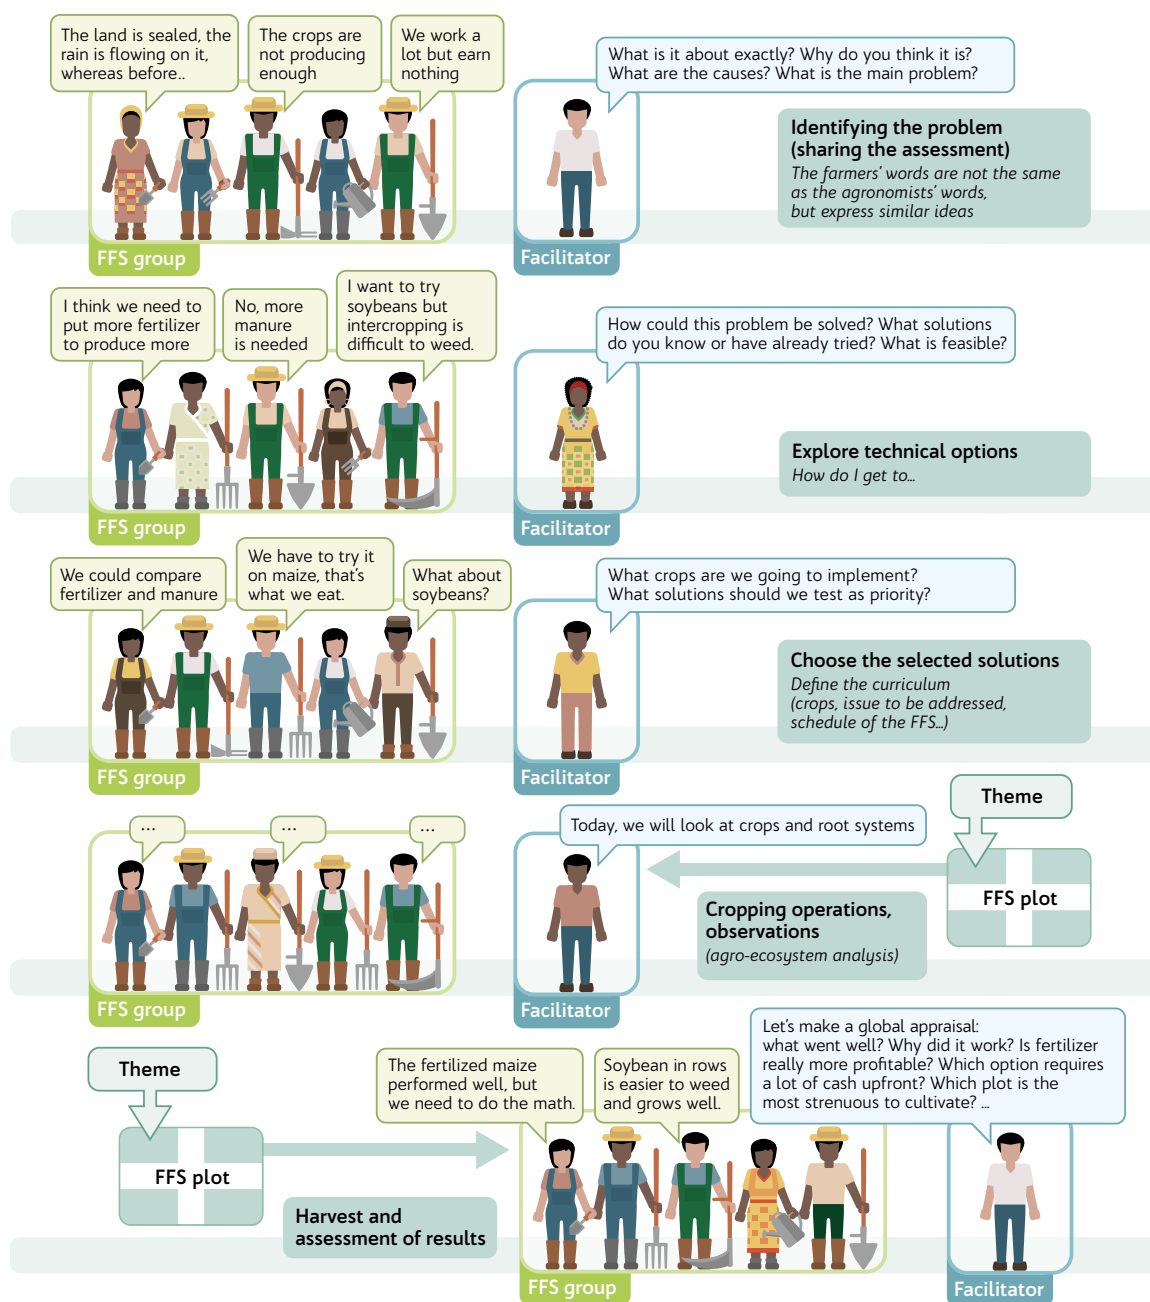 The land is sealed, the
rain is flowing on it,
whereas before..
The crops are
not producing
enough
We work a
lot but earn
nothing
What is it about exactly? Why do you think it is?
What are the causes? What is the main problem?
Identifying the problem
(sharing the assessment)
The farmers' words are not the same
as the agronomists' words,
but express similar ideas
FFS group
Facilitator
I think we need to
put more fertilizer
to produce more
No, more
manure
is needed
I want to try
soybeans but
intercropping is
difficult to weed.
How could this problem be solved? What solutions
do you know or have already tried? What is feasible?
Explore technical options
How do I get to...
FFS group
Facilitator
We could compare
fertilizer and manure
We have to try it
on maize, that's
what we eat.
What about
soybeans?
What crops are we going to implement?
What solutions should we test as priority?
Choose the selected solutions
Define the curriculum
(crops, issue to be addressed,
schedule of the FFS...)
FFS group
Facilitator
...
...
...
Today, we will look at crops and root systems
Theme
FFS plot
Cropping operations,
observations
(agro-ecosystem analysis)
FFS group
Facilitator
Theme
FFS plot
Harvest and
assessment of results
The fertilized maize
performed well, but
we need to do the math.
Soybean in rows
is easier to weed
and grows well.
Let's make a global appraisal:
what went well? Why did it work? Is fertilizer
really more profitable? Which option requires
a lot of cash upfront? Which plot is the
most strenuous to cultivate? ...
FFS group
Facilitator